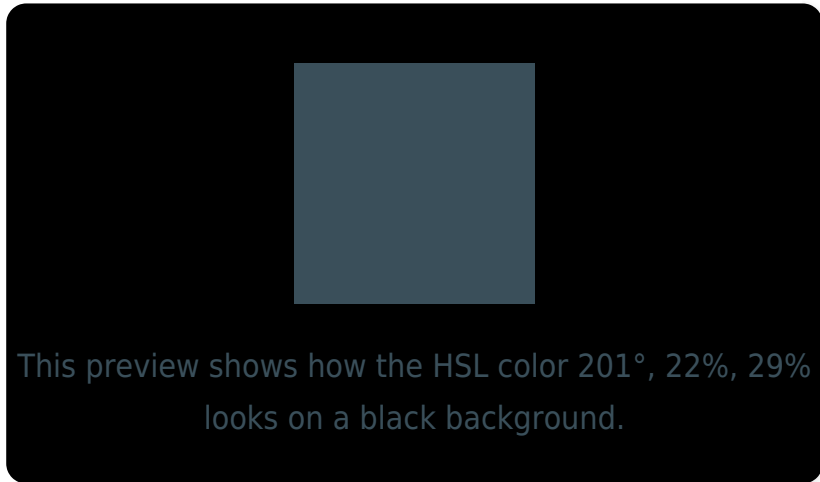 This preview shows how the HSL color 201°, 22%, 29%
looks on a black background.